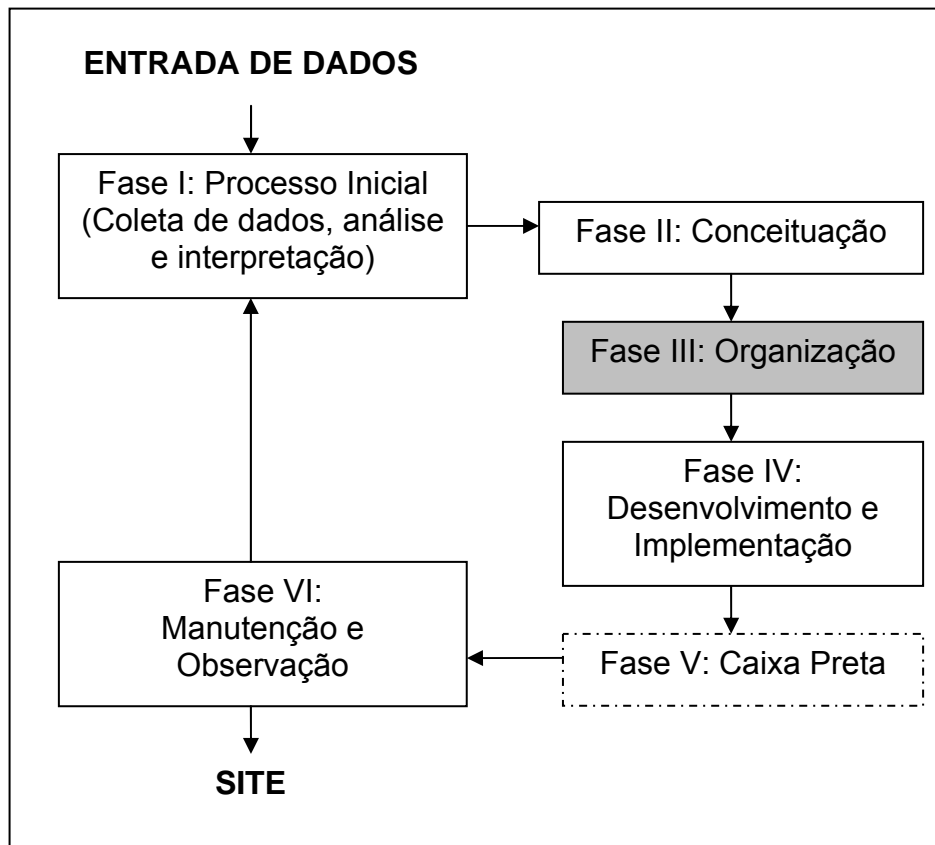 ENTRADA DE DADOS
Fase I: Processo Inicial
(Coleta de dados, análise
e interpretação)
Fase II: Conceituação
Fase III: Organização
Fase IV:
Desenvolvimento e
Implementação
Fase V: Caixa Preta
Fase VI:
Manutenção e
Observação
SITE